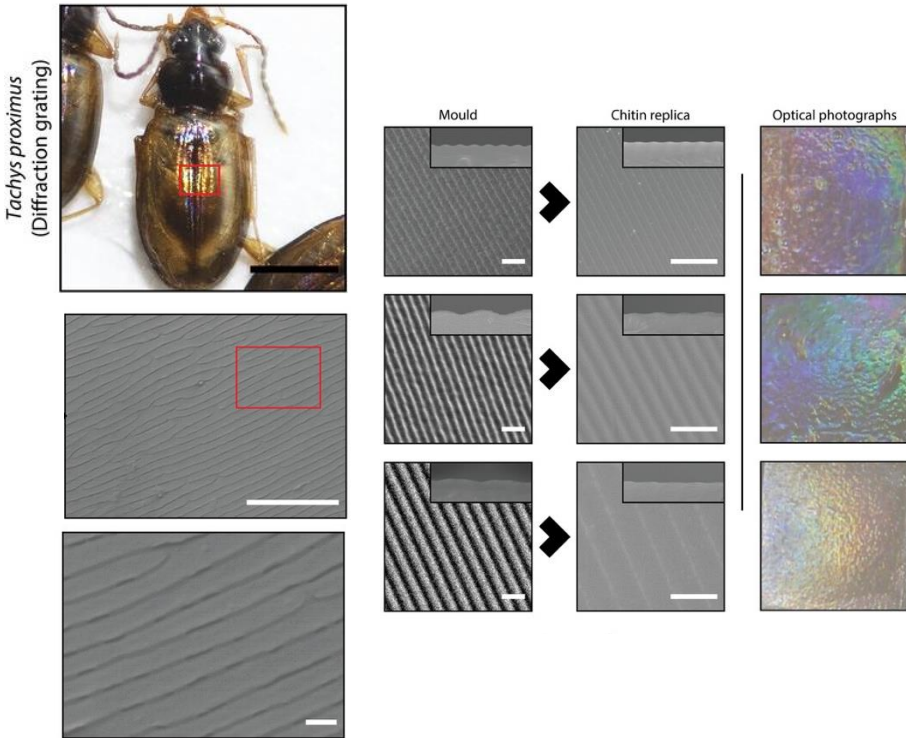 Tachys proximus
(Diffraction grating)
Mould
Chitin replica
Optical photographs